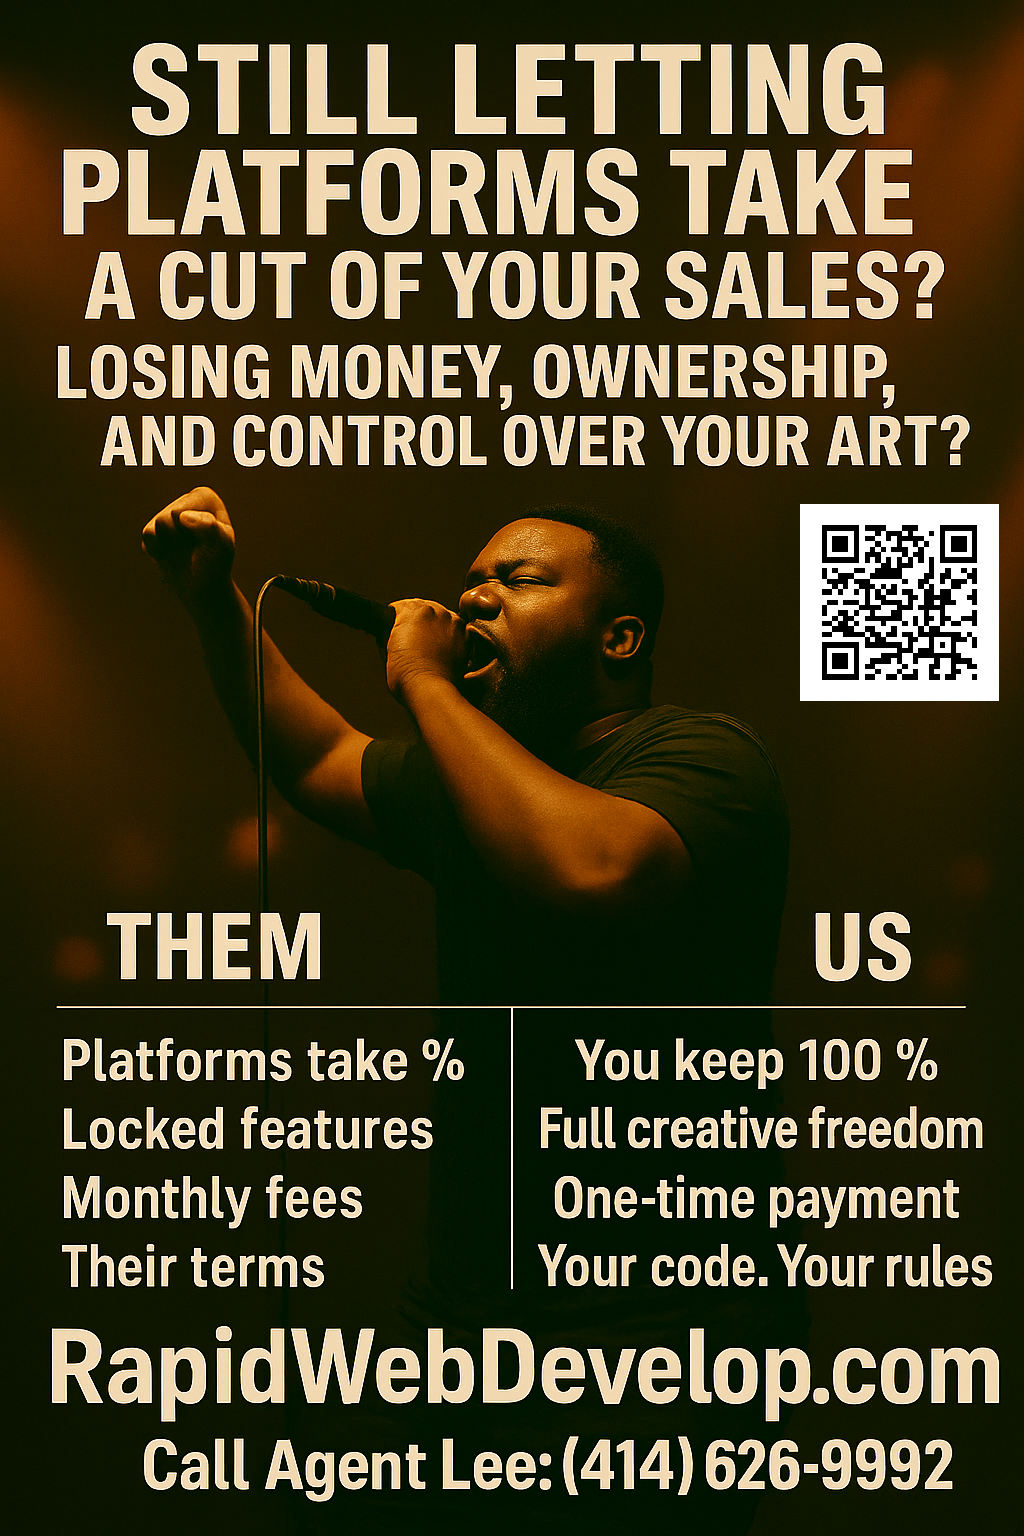 STILL LETTING
PLATFORMS TAKE
A CUT OF YOUR SALES?
LOSING MONEY, OWNERSHIP,
AND CONTROL OVER YOUR ART?
THEM
US
Platforms take %
You keep 100 %
Locked features
Full creative freedom
Monthly fees
One-time payment
Their terms
Your code. Your rules
RapidWebDevelop.com
Call Agent Lee: (414) 626-9992